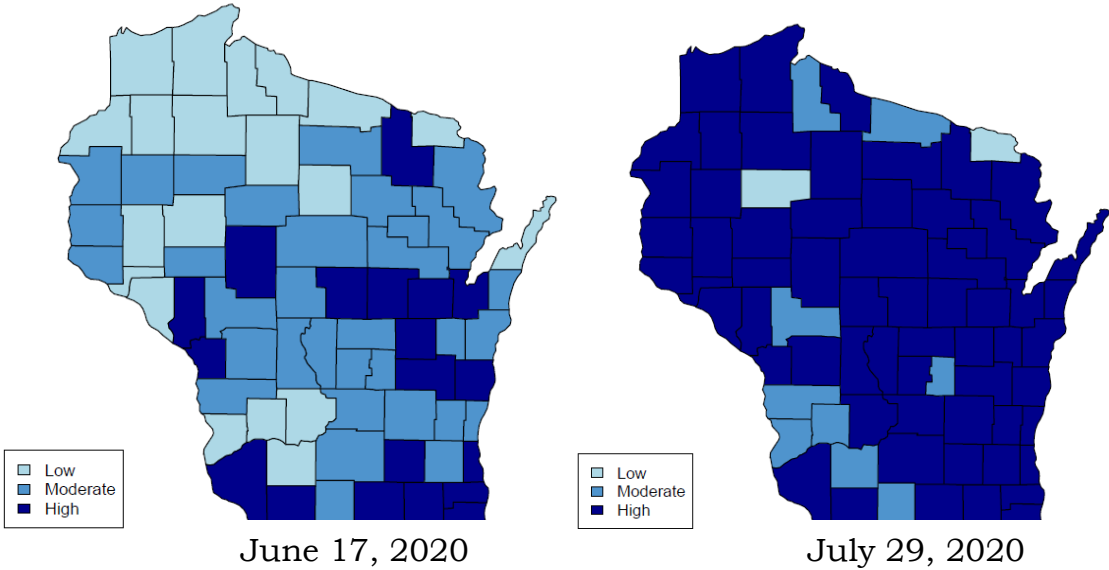 Low
Moderate
High
June 17, 2020
Low
Moderate
High
July 29, 2020